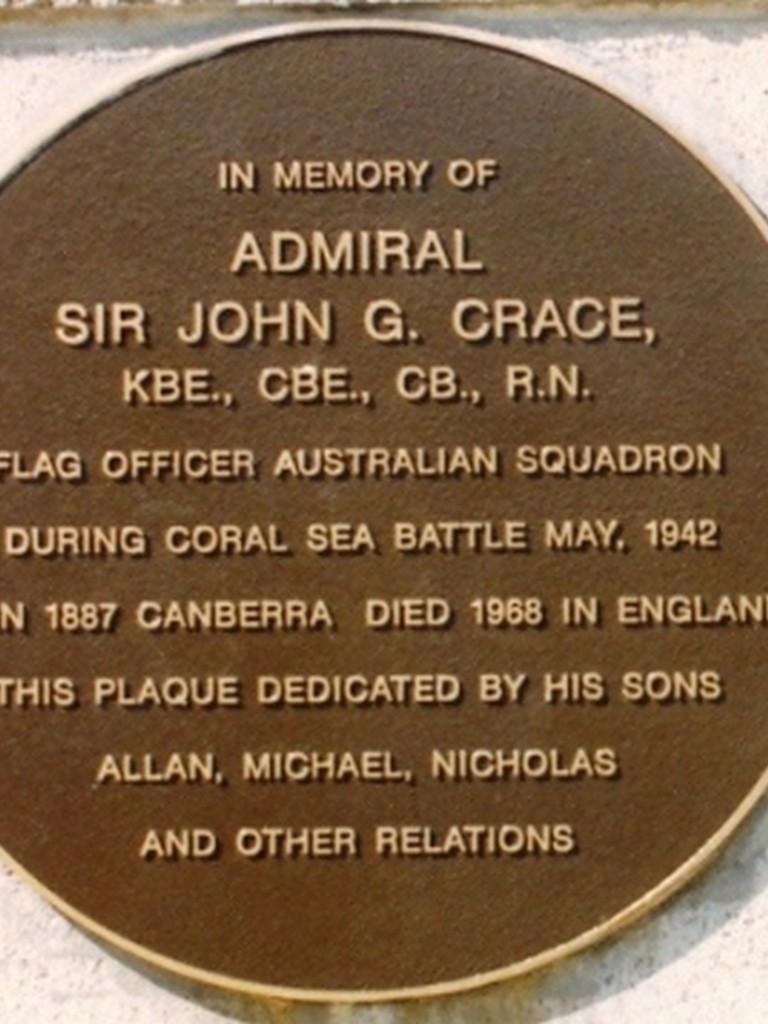 IN MEMORY OF
ADMIRAL
SIR JOHN G. CRACE,
KBE., CBE., CB., R.N.
FLAG OFFICER AUSTRALIAN SQUADRON
DURING CORAL SEA BATTLE MAY, 1942
N 1887 CANBERRA DIED 1968 IN ENGLAN
THIS PLAQUE DEDICATED BY HIS SONS
ALLAN, MICHAEL, NICHOLAS
AND OTHER RELATIONS